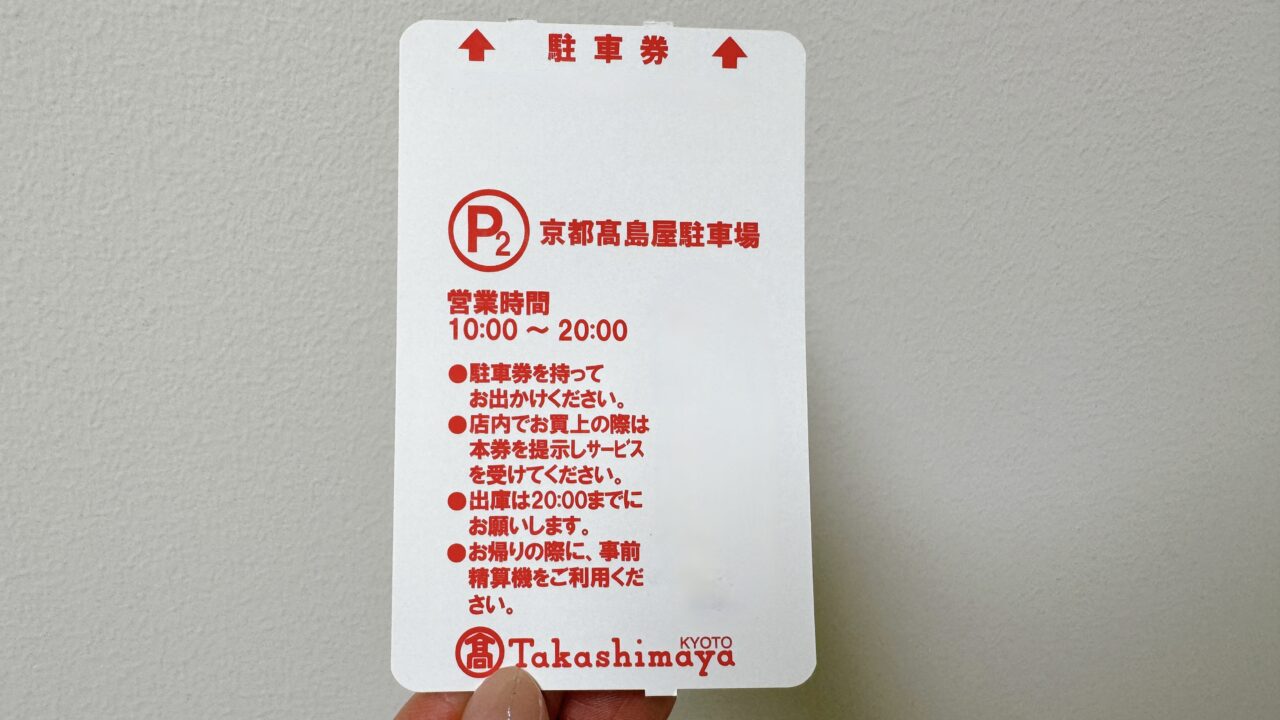 駐車券
P2 京都髙島屋駐車場
営業時間
10:00 ～ 20:00
●駐車券を持って
お出かけください。
●店内でお買上の際は
本券を提示しサービス
を受けてください。
●出庫は20:00までに
お願いします。
●お帰りの際に、事前
精算機をご利用くだ
さい。
髙 Takashimaya KYOTO